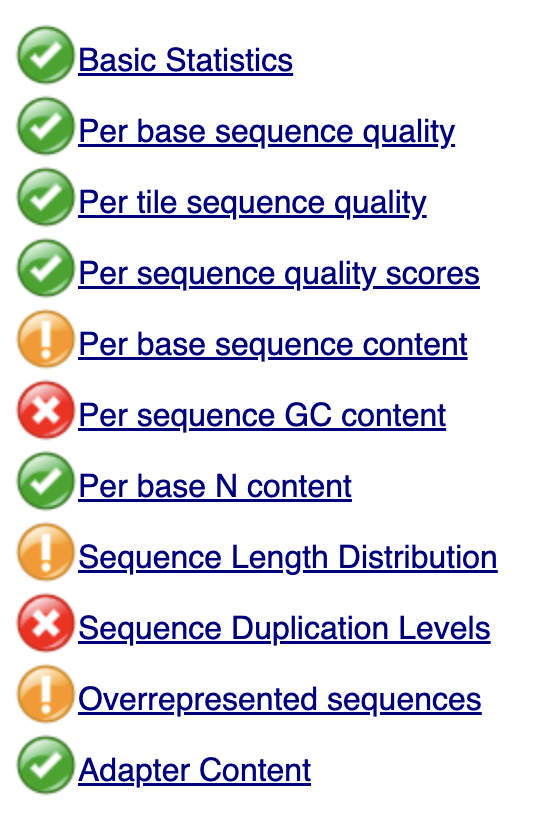 Basic Statistics
Per base sequence quality
Per tile sequence quality
Per sequence quality scores
Per base sequence content
Per sequence GC content
Per base N content
Sequence Length Distribution
Sequence Duplication Levels
Overrepresented sequences
Adapter Content